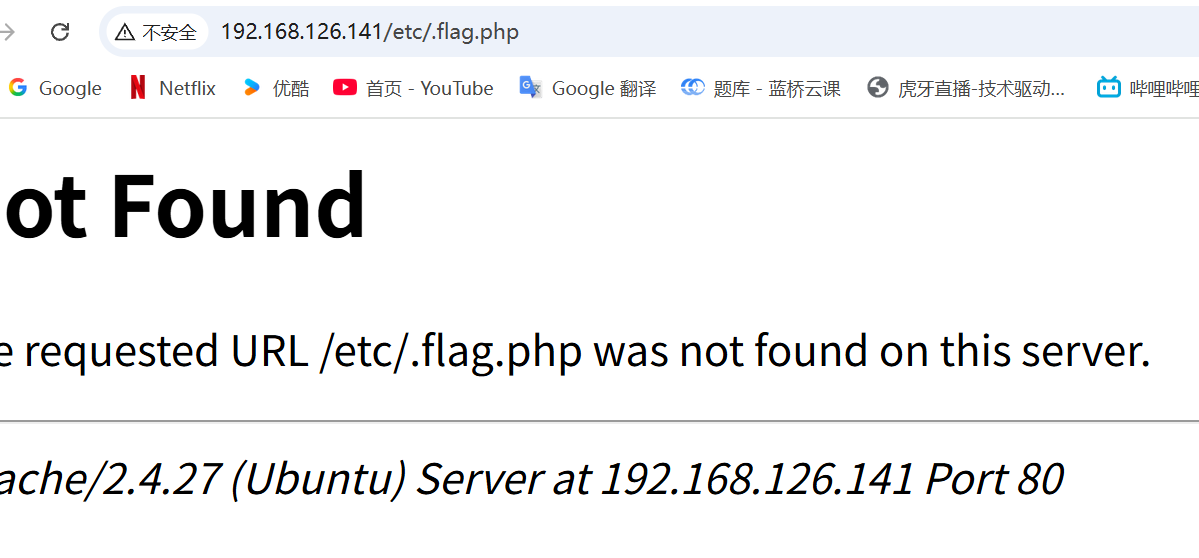 不安全 192.168.126.141/etc/.flag.php
Google Netflix 优酷 首页 - YouTube Google 翻译 题库 - 蓝桥云课 虎牙直播-技术驱动... 哔哩哔哩
ot Found
e requested URL /etc/.flag.php was not found on this server.
ache/2.4.27 (Ubuntu) Server at 192.168.126.141 Port 80